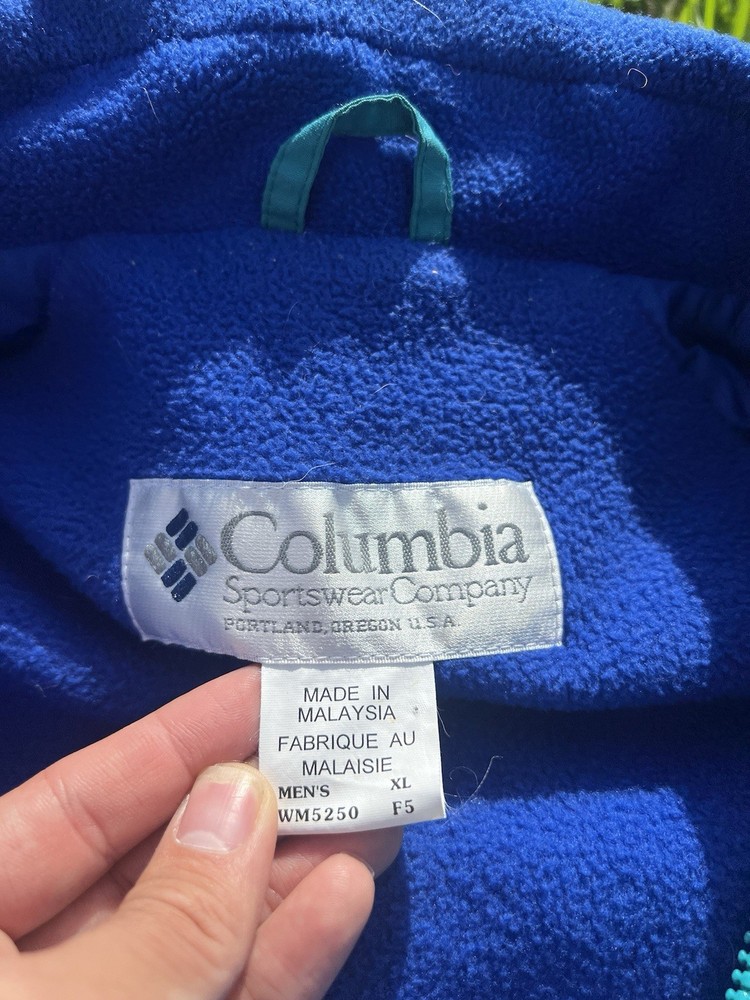 Columbia
Sportswear Company
PORTLAND, OREGON U.S.A.
MADE IN
MALAYSIA
FABRIQUE AU
MALAISIE
MEN'S XL
WM5250 F5